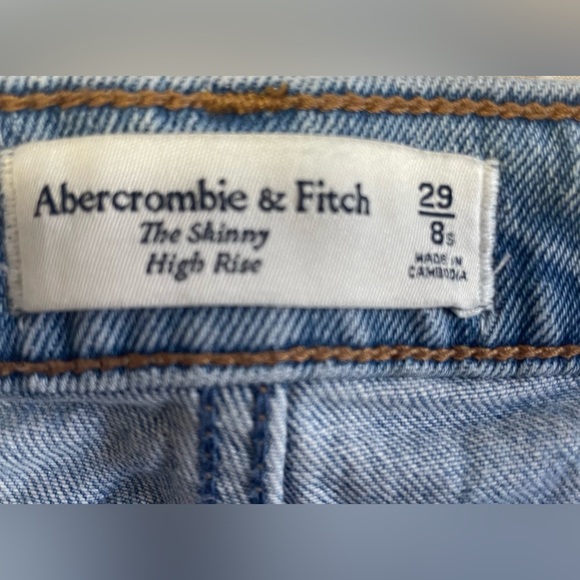 Abercrombie & Fitch
The Skinny
High Rise
29
8S
MADE IN
CAMBODIA